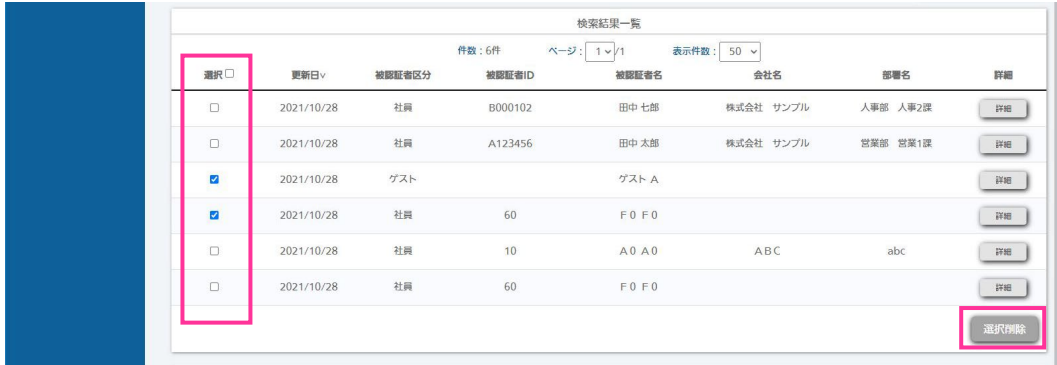 検索結果一覧
件数：6件 ページ： 1 /1 表示件数： 50
選択 更新日∨ 被認証者区分 被認証者ID 被認証者名 会社名 部署名 詳細
2021/10/28 社員 B000102 田中 七郎 株式会社　サンプル 人事部　人事2課 詳細
2021/10/28 社員 A123456 田中 太郎 株式会社　サンプル 営業部　営業1課 詳細
2021/10/28 ゲスト ゲスト A 詳細
2021/10/28 社員 60 Ｆ０ Ｆ０ 詳細
2021/10/28 社員 10 Ａ０ Ａ０ ＡＢＣ abc 詳細
2021/10/28 社員 60 Ｆ０ Ｆ０ 詳細
選択削除